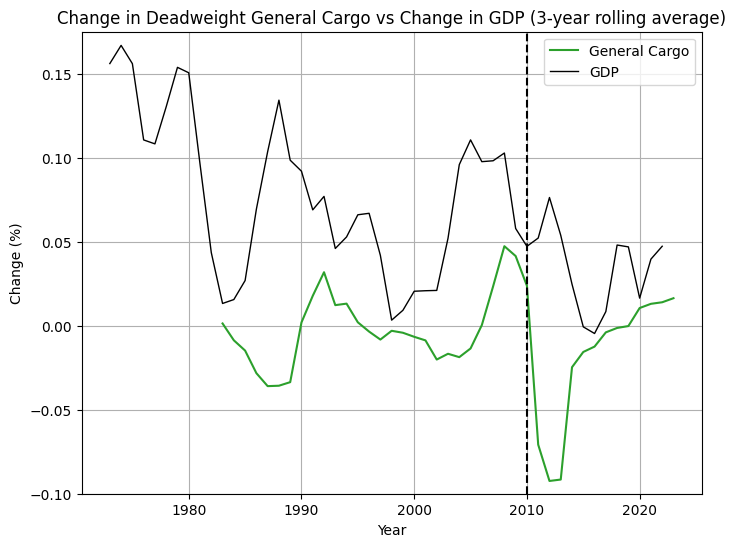 Change in Deadweight General Cargo vs Change in GDP (3-year rolling average)
General Cargo
GDP
Change (%)
0.15
0.10
0.05
0.00
−0.05
−0.10
1980
1990
2000
2010
2020
Year